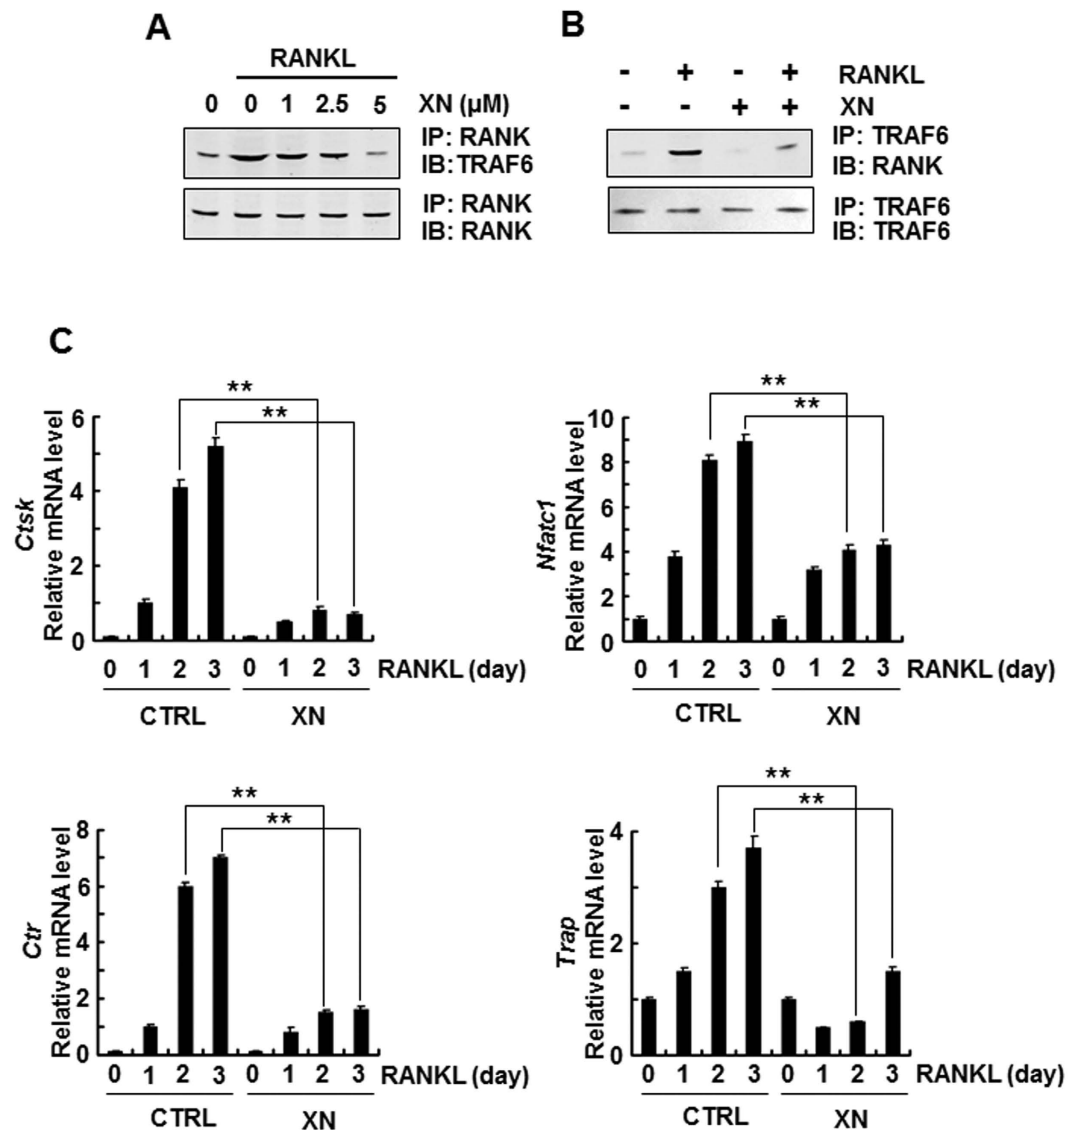 A
RANKL
0 0 1 2.5 5 XN (µM)
IP: RANK
IB:TRAF6
IP: RANK
IB: RANK
B
- + - + RANKL
- - + + XN
IP: TRAF6
IB: RANK
IP: TRAF6
IB: TRAF6
C
**
**
Ctsk
Relative mRNA level
6
4
2
0
0 1 2 3 0 1 2 3 RANKL (day)
CTRL XN
**
**
Nfatc1
Relative mRNA level
10
8
6
4
2
0
0 1 2 3 0 1 2 3 RANKL (day)
CTRL XN
**
**
Ctr
Relative mRNA level
8
6
4
2
0
0 1 2 3 0 1 2 3 RANKL (day)
CTRL XN
**
**
Trap
Relative mRNA level
4
2
0
0 1 2 3 0 1 2 3 RANKL (day)
CTRL XN